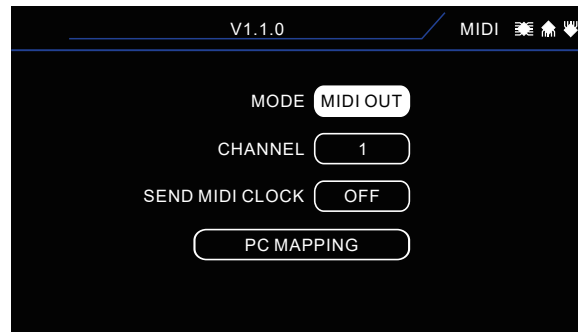 V1.1.0 MIDI
MODE MIDI OUT
CHANNEL 1
SEND MIDI CLOCK OFF
PC MAPPING